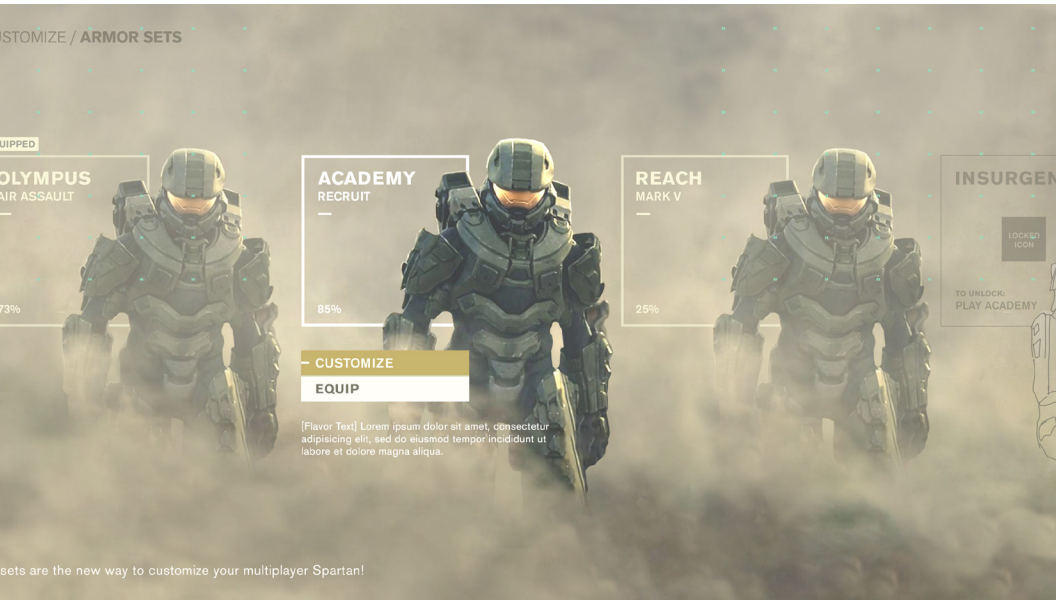 STOMIZE / ARMOR SETS
UIPPED
OLYMPUS
AIR ASSAULT
73%
ACADEMY
RECRUIT
85%
CUSTOMIZE
EQUIP
[Flavor Text] Lorem ipsum dolor sit amet, consectetur
adipisicing elit, sed do eiusmod tempor incididunt ut
labore et dolore magna aliqua.
REACH
MARK V
25%
INSURGEN
LOCKED
ICON
TO UNLOCK:
PLAY ACADEMY
sets are the new way to customize your multiplayer Spartan!